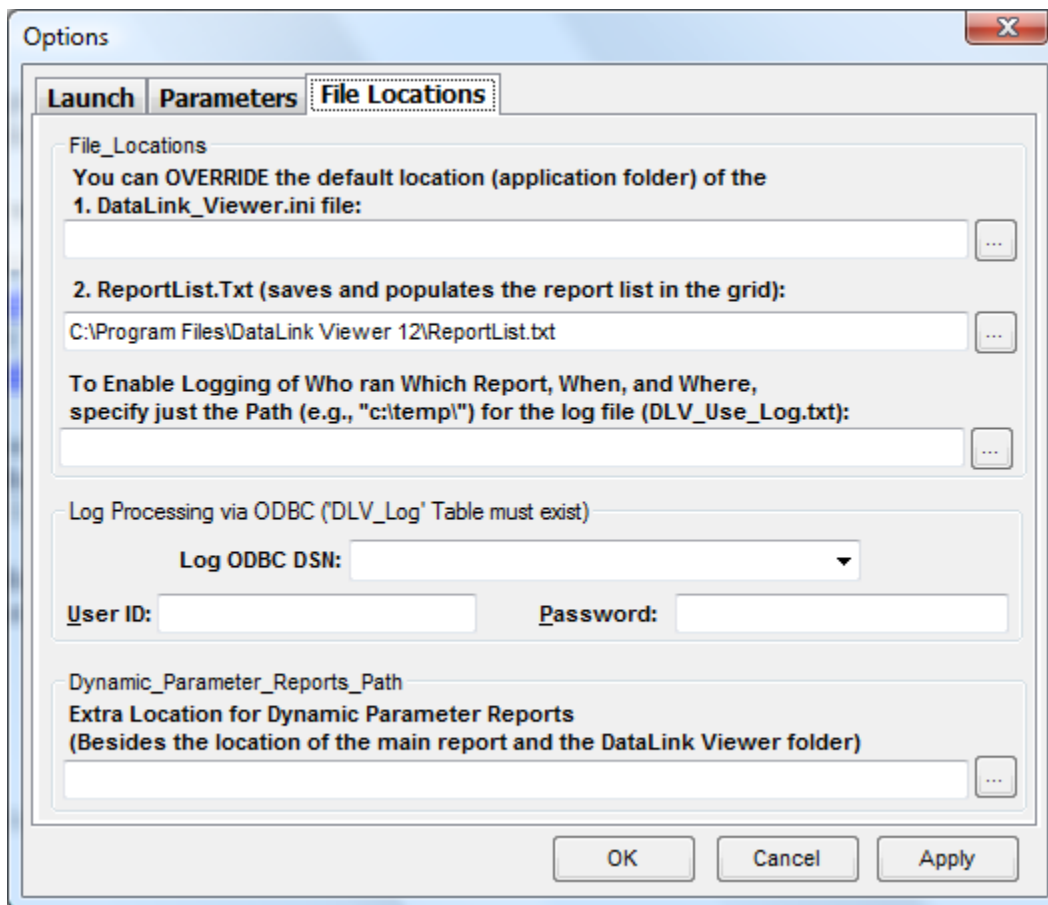 Options
Launch Parameters File Locations
File_Locations
You can OVERRIDE the default location (application folder) of the
1. DataLink_Viewer.ini file:
...
2. ReportList.Txt (saves and populates the report list in the grid):
C:\Program Files\DataLink Viewer 12\ReportList.txt
...
To Enable Logging of Who ran Which Report, When, and Where,
specify just the Path (e.g., "c:\temp\") for the log file (DLV_Use_Log.txt):
...
Log Processing via ODBC ('DLV_Log' Table must exist)
Log ODBC DSN:
User ID: Password:
Dynamic_Parameter_Reports_Path
Extra Location for Dynamic Parameter Reports
(Besides the location of the main report and the DataLink Viewer folder)
...
OK Cancel Apply